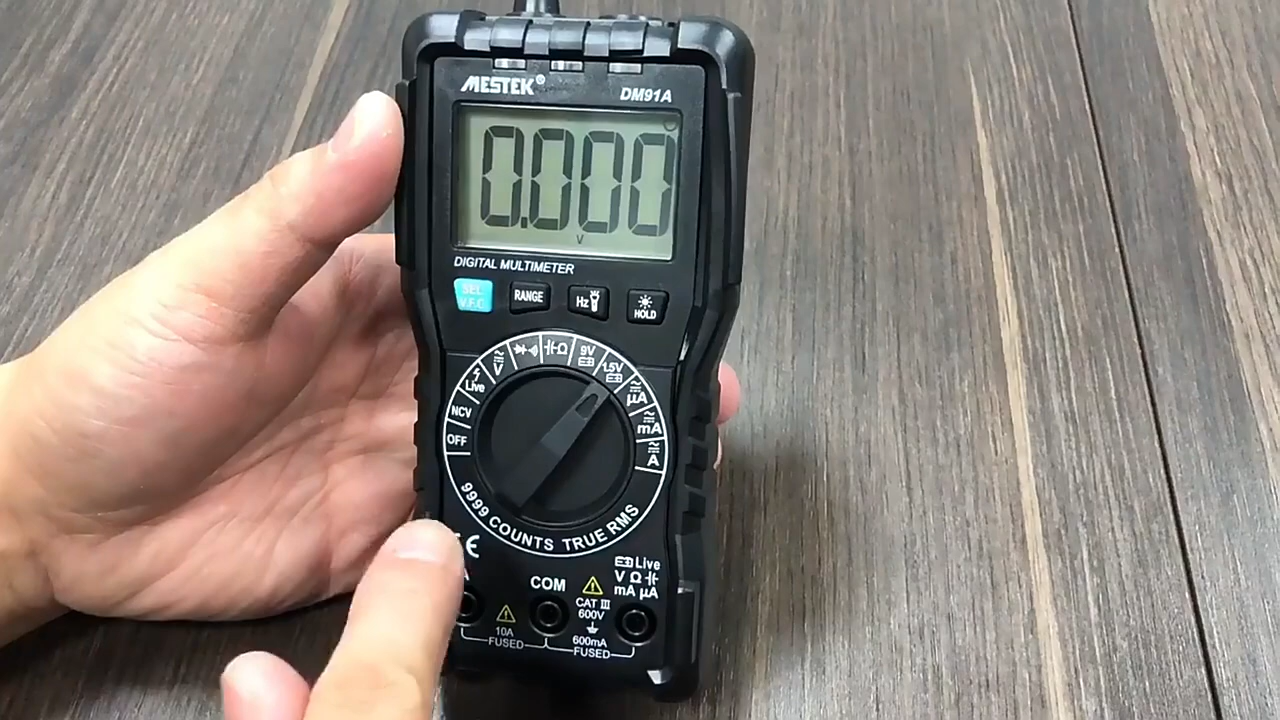 MESTEK®
DM91A
0.000
V
DIGITAL MULTIMETER
SEL
V.F.C
RANGE
Hz
HOLD
OFF
NCV
Live
V
Ω
9V
1.5V
μA
mA
A
9999 COUNTS TRUE RMS
CE
COM
CAT III
600V
Live
V Ω
mA μA
10A
FUSED
600mA
FUSED